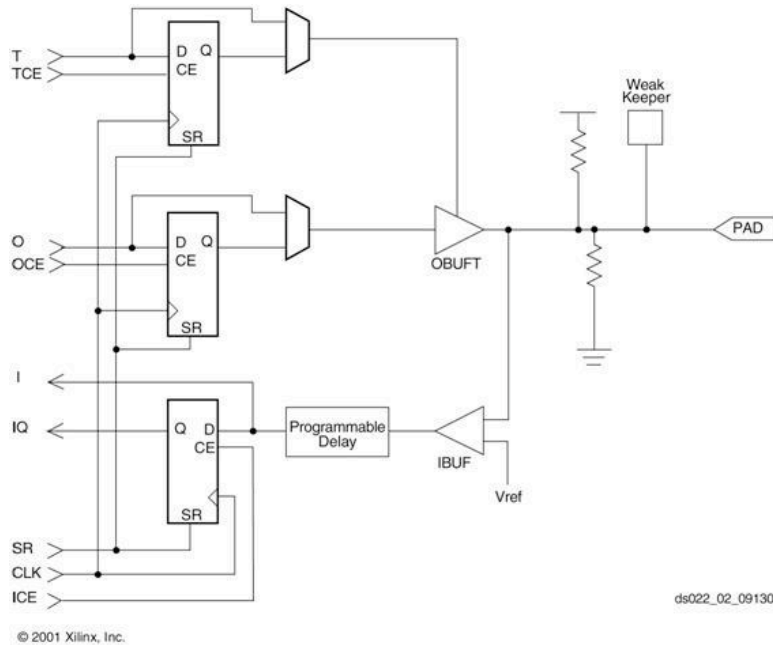 T
TCE
D Q
CE
SR
Weak
Keeper
O
OCE
D Q
CE
SR
OBUFT
PAD
I
IQ
Q D
CE
SR
Programmable
Delay
IBUF
Vref
SR
CLK
ICE
ds022_02_09130
© 2001 Xilinx, Inc.